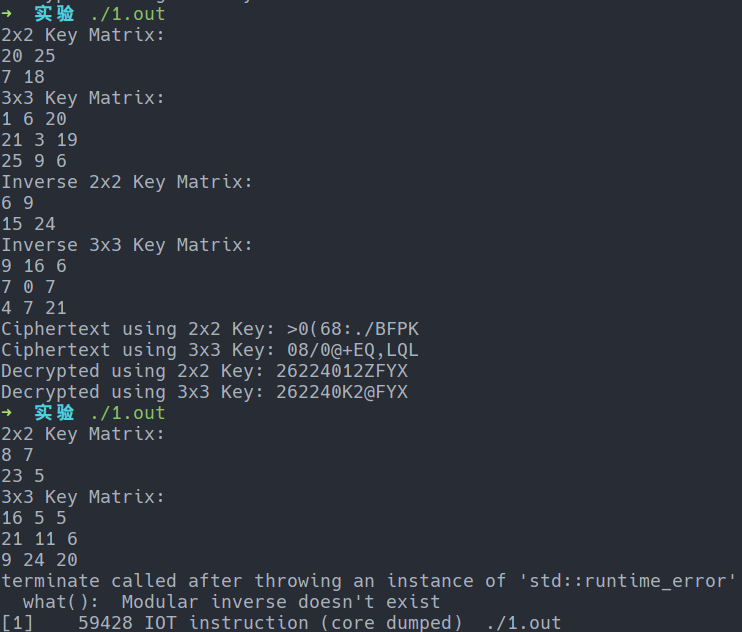 ➜ 实验 ./1.out
2x2 Key Matrix:
20 25
7 18
3x3 Key Matrix:
1 6 20
21 3 19
25 9 6
Inverse 2x2 Key Matrix:
6 9
15 24
Inverse 3x3 Key Matrix:
9 16 6
7 0 7
4 7 21
Ciphertext using 2x2 Key: >0(68:./BFPK
Ciphertext using 3x3 Key: 08/0@+EQ,LQL
Decrypted using 2x2 Key: 26224012ZFYX
Decrypted using 3x3 Key: 262240K2@FYX
➜ 实验 ./1.out
2x2 Key Matrix:
8 7
23 5
3x3 Key Matrix:
16 5 5
21 11 6
9 24 20
terminate called after throwing an instance of 'std::runtime_error'
  what():  Modular inverse doesn't exist
[1]    59428 IOT instruction (core dumped)  ./1.out